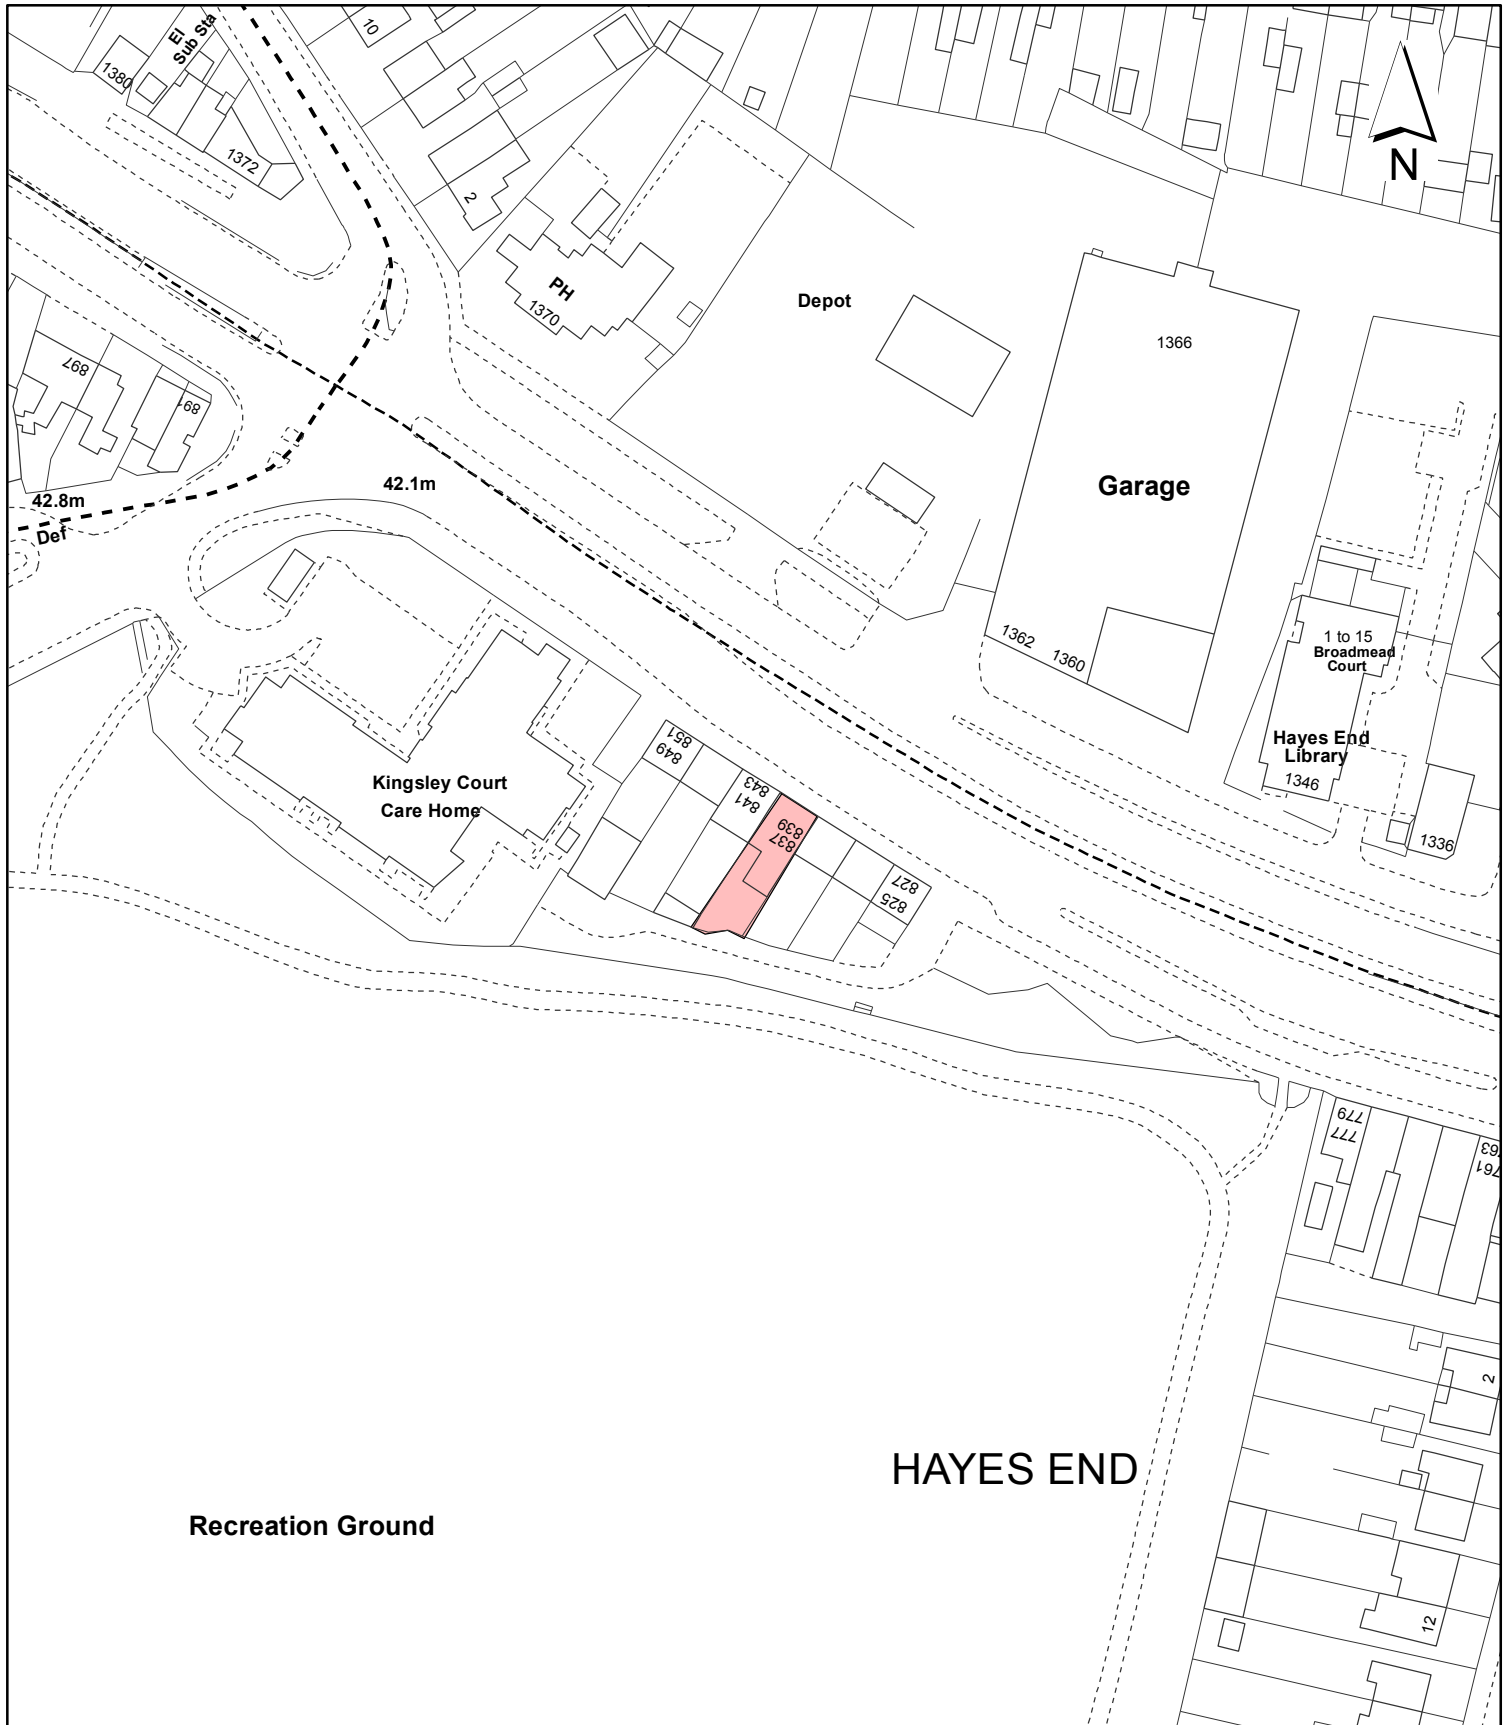 El
Sub Sta
10
1380
1372
2
N
PH
1370
Depot
1366
897
891
Garage
42.8m
42.1m
Def
1362
1360
1 to 15
Broadmead
Court
Hayes End
Library
1346
1336
851
849
843
841
839
837
827
825
Kingsley Court
Care Home
779
777
763
761
2
HAYES END
Recreation Ground
12